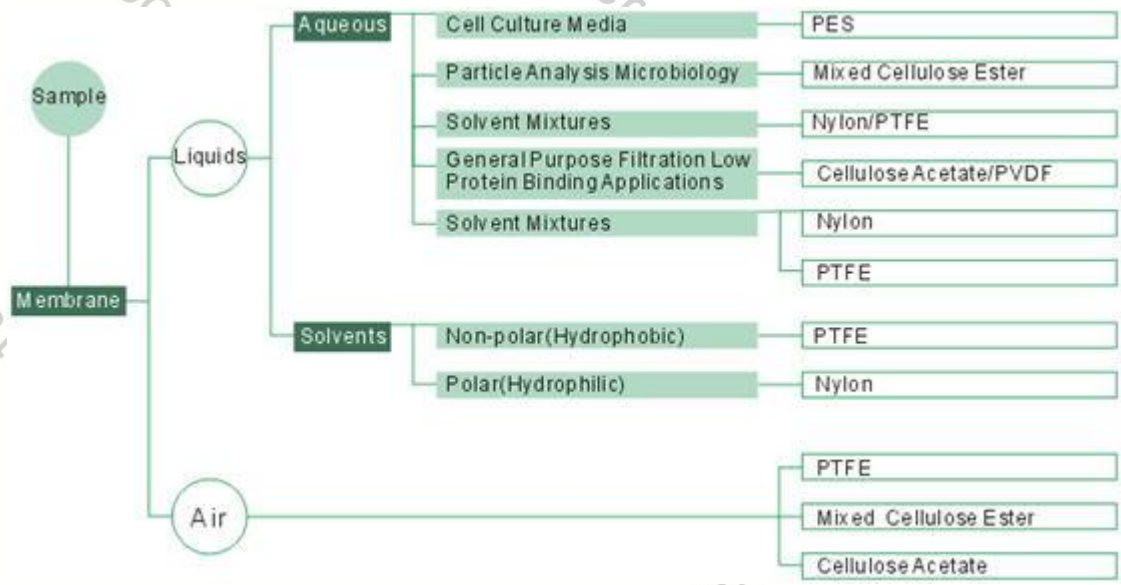 Aqueous
Cell Culture Media
PES
Particle Analysis Microbiology
Mixed Cellulose Ester
Sample
Solvent Mixtures
Nylon/PTFE
Liquids
General Purpose Filtration Low
Protein Binding Applications
Cellulose Acetate/PVDF
Solvent Mixtures
Nylon
PTFE
Membrane
Solvents
Non-polar(Hydrophobic)
PTFE
Polar(Hydrophilic)
Nylon
PTFE
Air
Mixed Cellulose Ester
Cellulose Acetate